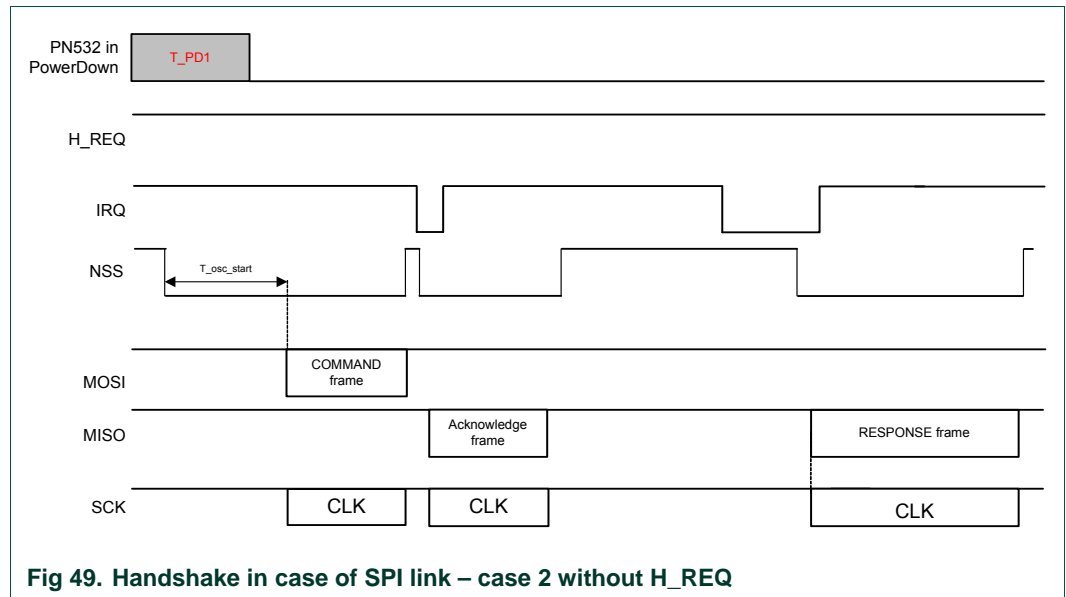 PN532 in
PowerDown
T_PD1
H_REQ
IRQ
NSS
T_osc_start
COMMAND
frame
MOSI
MISO
Acknowledge
frame
RESPONSE frame
SCK
CLK
CLK
CLK
Fig 49. Handshake in case of SPI link – case 2 without H_REQ